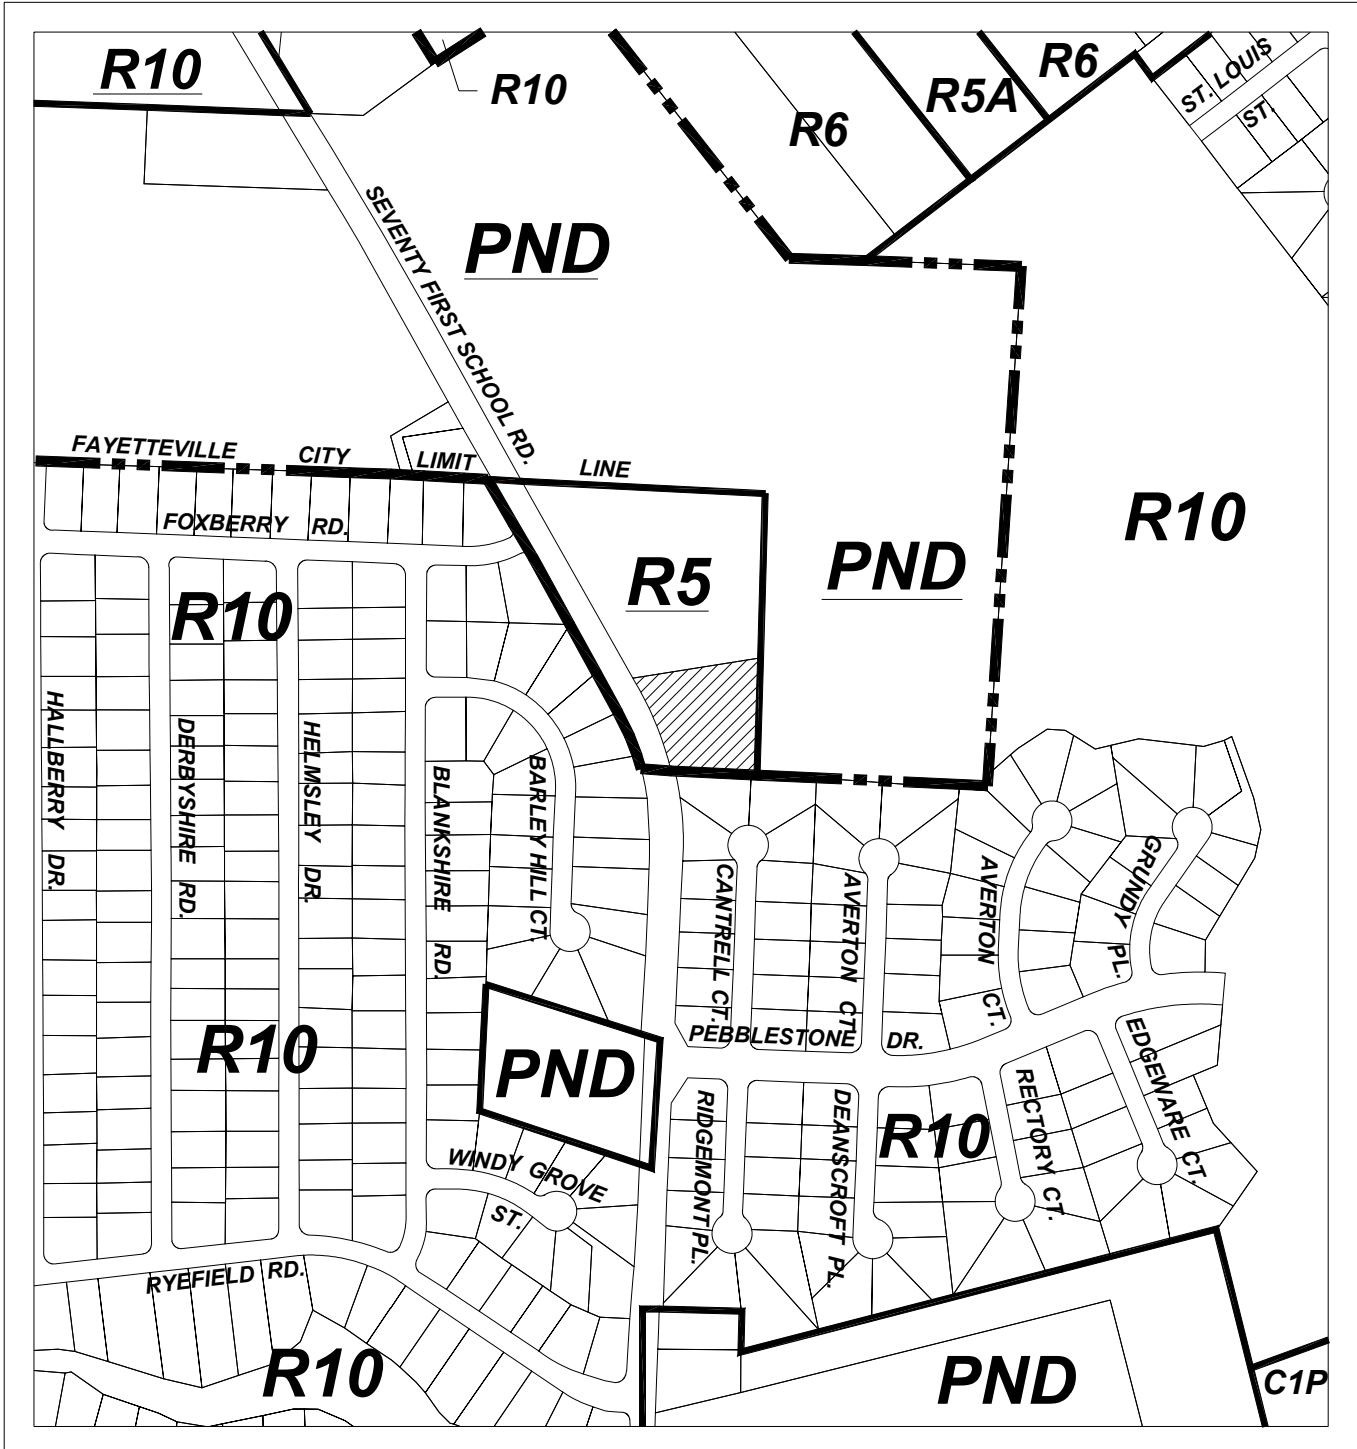 R10
R10
R6
R5A
R6
ST. LOUIS
ST.
PND
SEVENTY FIRST SCHOOL RD.
FAYETTEVILLE CITY LIMIT LINE
FOXBERRY RD.
R10
R5
PND
R10
HALLBERRY DR.
DERBYSHIRE RD.
HELMSLEY DR.
BLANKSHIRE RD.
BARLEY HILL CT.
CANTRELL CT.
AVERTON CT.
AVERTON CT.
GRUNDY PL.
PEBBLESTONE DR.
R10
PND
RIDGEMONT PL.
DEANSCROFT PL.
R10
RECTORY CT.
EDGEWARE CT.
WINDY GROVE
ST.
RYEFIELD RD.
R10
PND
C1P